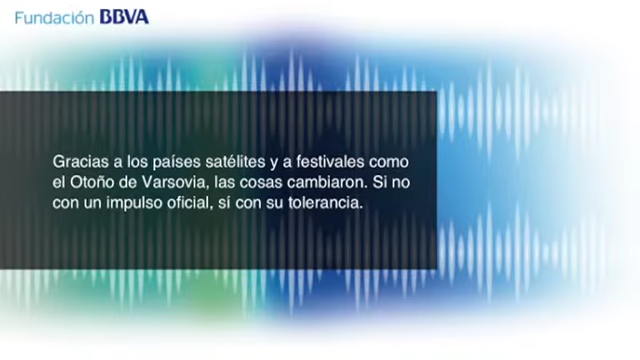 Fundación BBVA
Gracias a los países satélites y a festivales como
el Otoño de Varsovia, las cosas cambiaron. Si no
con un impulso oficial, sí con su tolerancia.